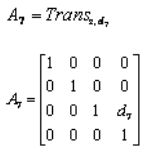 A₇ = Trans_{z,d₇}
A₇ =
1 0 0 0
0 1 0 0
0 0 1 d₇
0 0 0 1